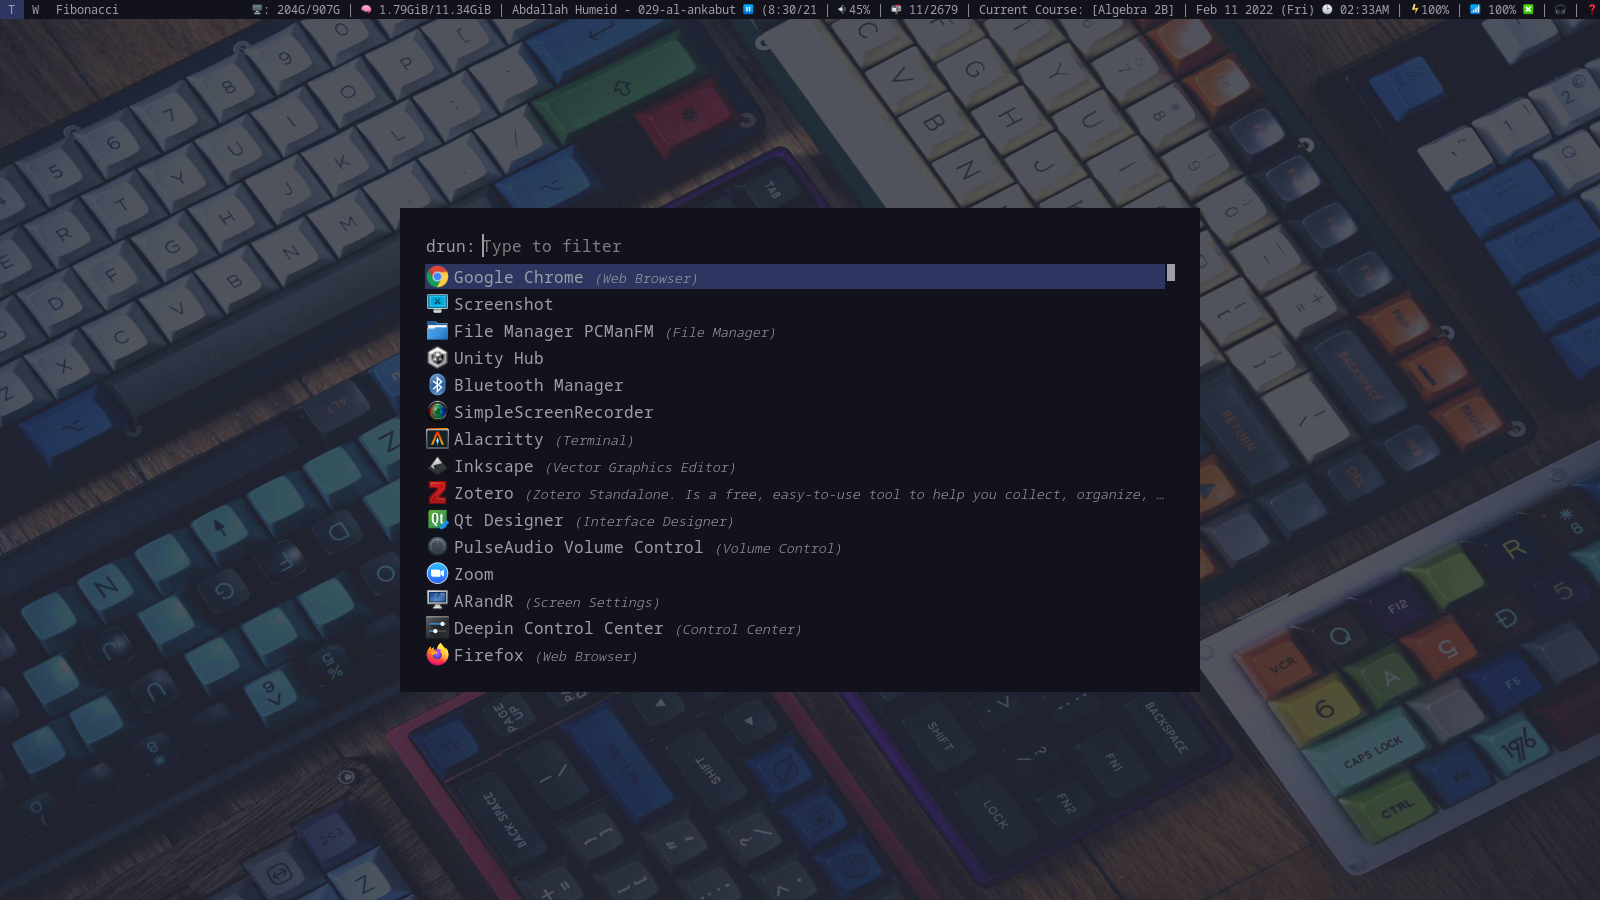 T W Fibonacci : 204G/907G | 1.79GiB/11.34GiB | Abdallah Humeid - 029-al-ankabut (8:30/21 | 45% | 11/2679 | Current Course: [Algebra 2B] | Feb 11 2022 (Fri) 02:33AM | 100% | 100% | |
drun: Type to filter
Google Chrome (Web Browser)
Screenshot
File Manager PCManFM (File Manager)
Unity Hub
Bluetooth Manager
SimpleScreenRecorder
Alacritty (Terminal)
Inkscape (Vector Graphics Editor)
Zotero (Zotero Standalone. Is a free, easy-to-use tool to help you collect, organize, …
Qt Designer (Interface Designer)
PulseAudio Volume Control (Volume Control)
Zoom
ARandR (Screen Settings)
Deepin Control Center (Control Center)
Firefox (Web Browser)